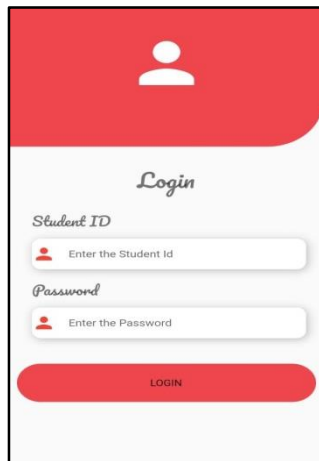 Login
Student ID
Enter the Student Id
Password
Enter the Password
LOGIN